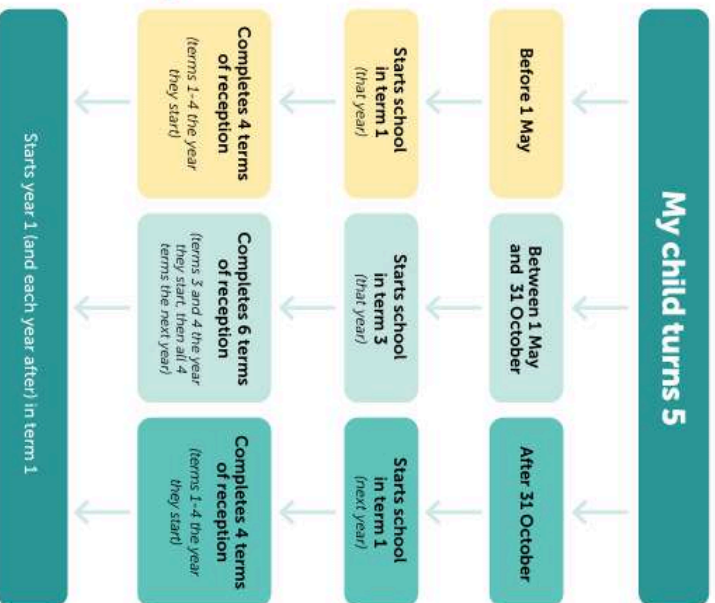 My child turns 5
Before 1 May
Starts school
in term 1
(that year)
Completes 4 terms
of reception
(terms 1-4 the year
they start)
Between 1 May
and 31 October
Starts school
in term 3
(that year)
Completes 6 terms
of reception
(terms 3 and 4 the year
they start, then all 4
terms the next year)
After 31 October
Starts school
in term 1
(next year)
Completes 4 terms
of reception
(terms 1-4 the year
they start)
Starts year 1 (and each year after) in term 1